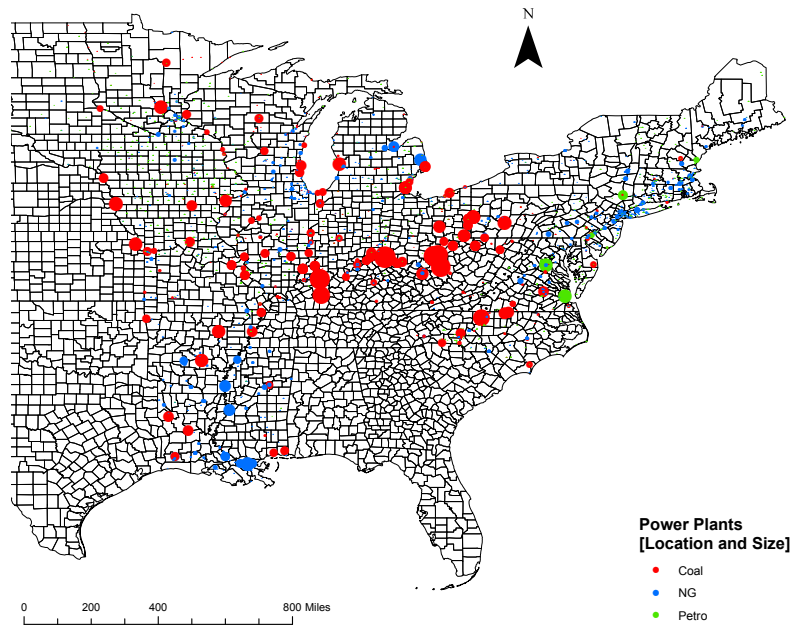 N
Power Plants
[Location and Size]
Coal
NG
Petro
0 200 400 800 Miles